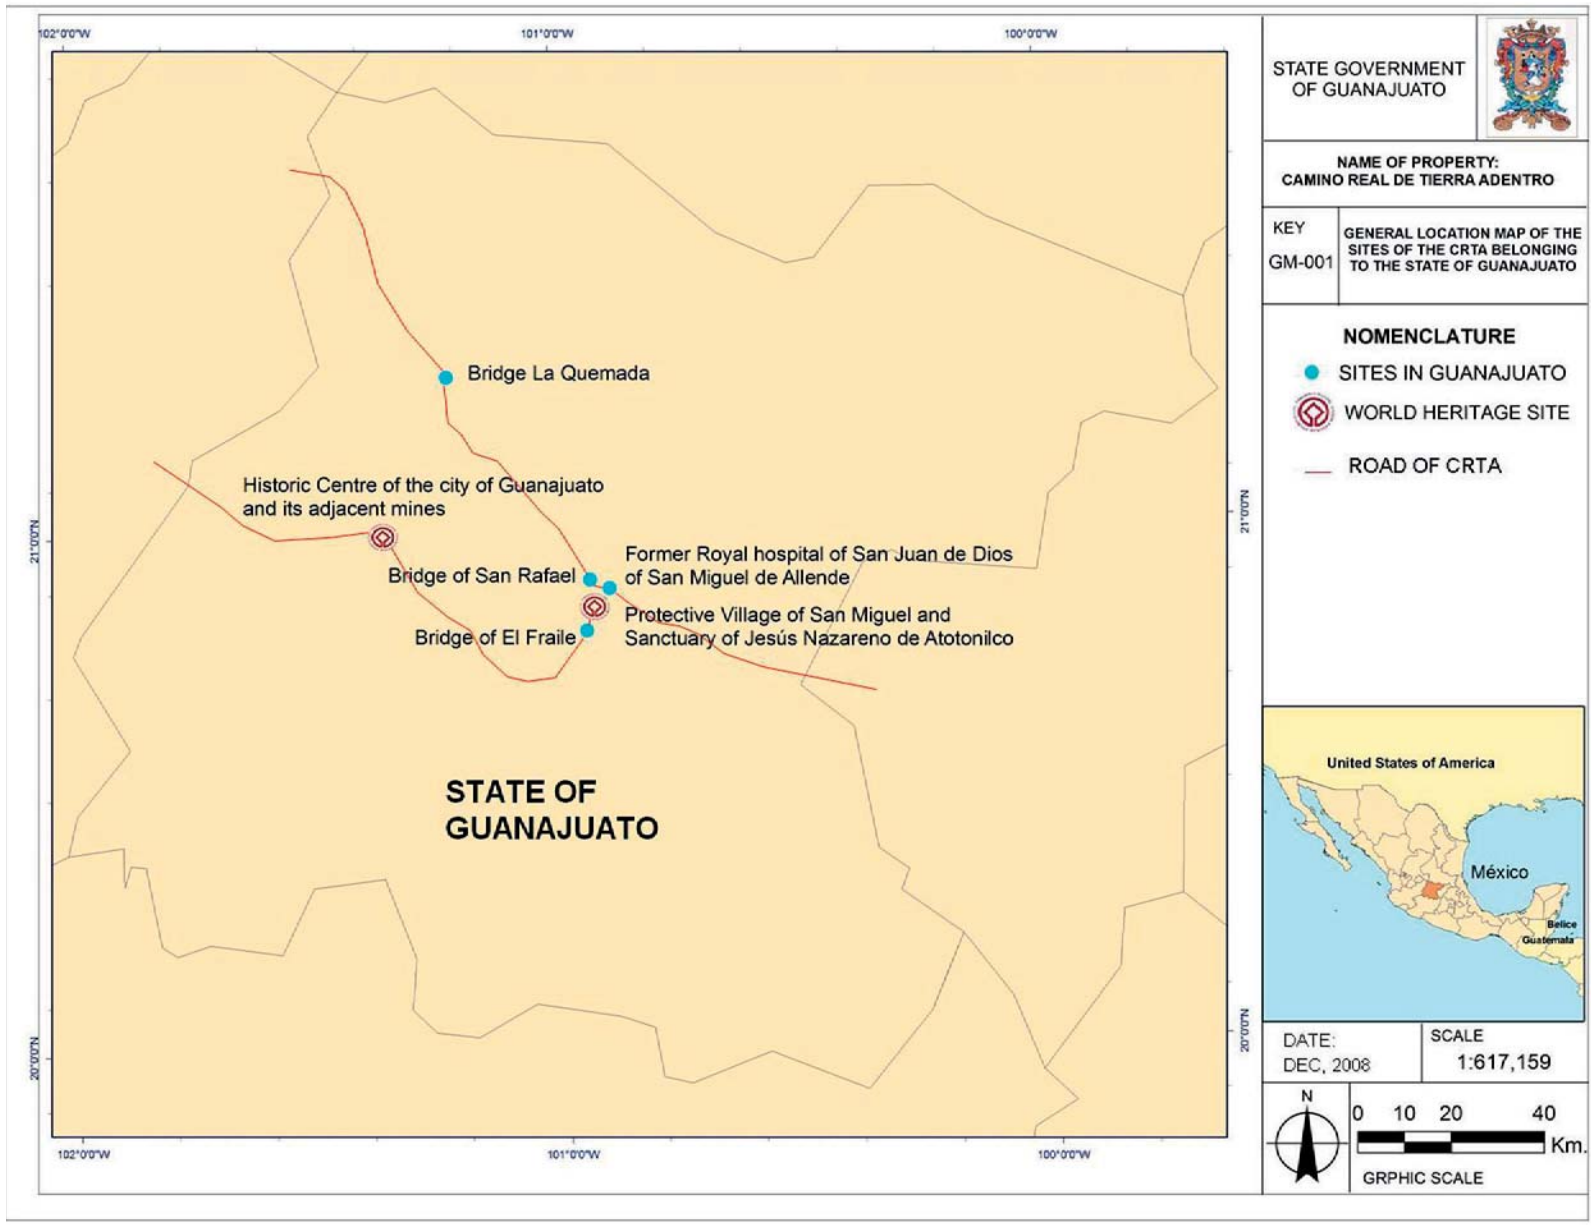 102°0'0"W
101°0'0"W
100°0'0"W
21°0'0"N
20°0'0"N
Bridge La Quemada
Historic Centre of the city of Guanajuato
and its adjacent mines
Bridge of San Rafael
Former Royal hospital of San Juan de Dios
of San Miguel de Allende
Protective Village of San Miguel and
Sanctuary of Jesús Nazareno de Atotonilco
Bridge of El Fraile
STATE OF
GUANAJUATO
21°0'0"N
20°0'0"N
102°0'0"W
101°0'0"W
100°0'0"W
STATE GOVERNMENT
OF GUANAJUATO
NAME OF PROPERTY:
CAMINO REAL DE TIERRA ADENTRO
KEY
GM-001
GENERAL LOCATION MAP OF THE
SITES OF THE CRTA BELONGING
TO THE STATE OF GUANAJUATO
NOMENCLATURE
SITES IN GUANAJUATO
WORLD HERITAGE SITE
ROAD OF CRTA
United States of America
México
Belice
Guatemala
DATE:
DEC, 2008
SCALE
1:617,159
N
0 10 20 40
Km.
GRPHIC SCALE